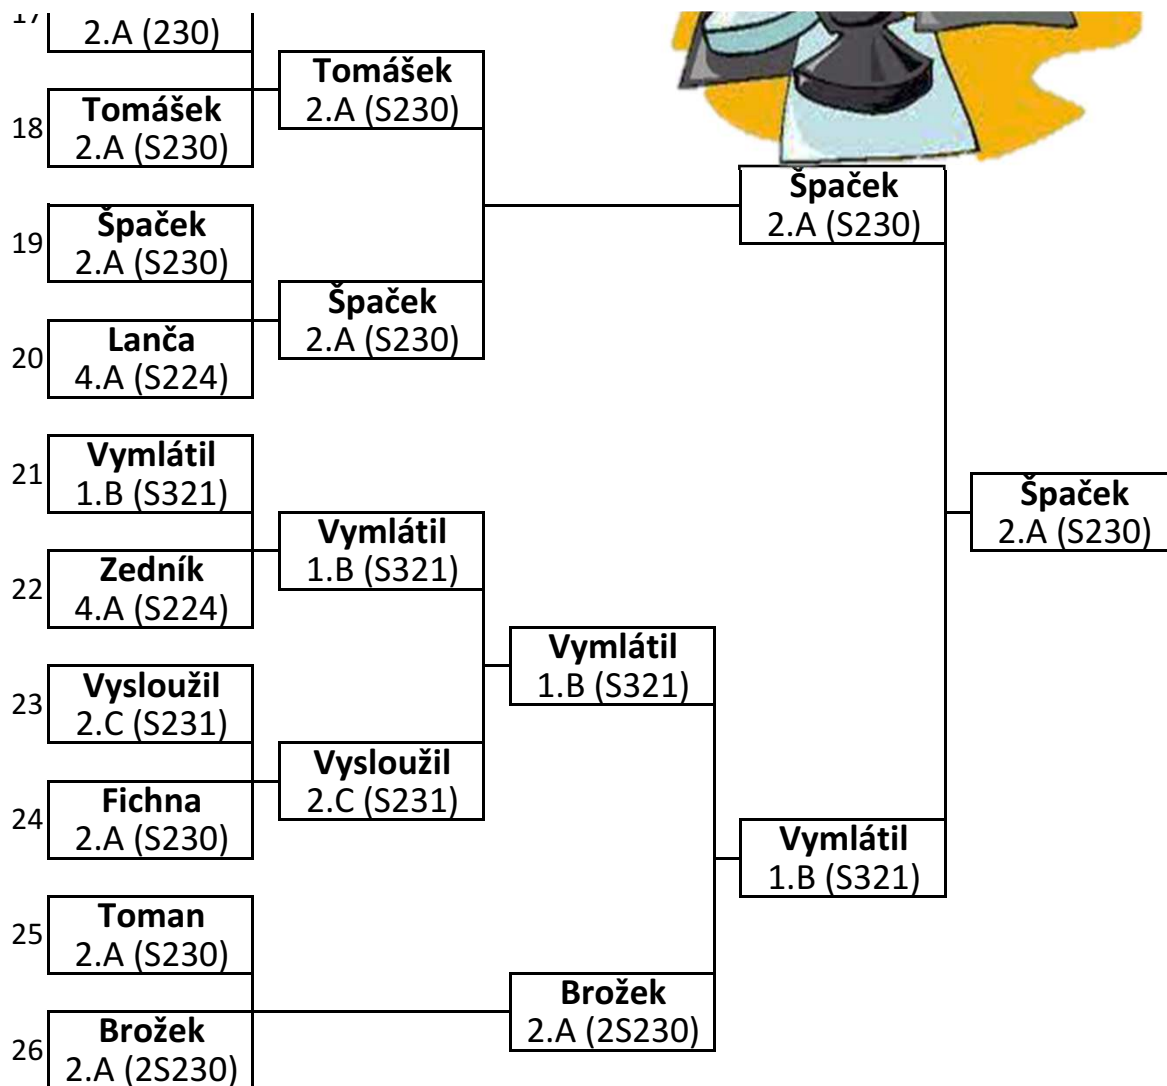 17
2.A (230)
18
Tomášek
2.A (S230)
19
Špaček
2.A (S230)
20
Lanča
4.A (S224)
21
Vymlátil
1.B (S321)
22
Zedník
4.A (S224)
23
Vysloužil
2.C (S231)
24
Fichna
2.A (S230)
25
Toman
2.A (S230)
26
Brožek
2.A (2S230)
Tomášek
2.A (S230)
Špaček
2.A (S230)
Vymlátil
1.B (S321)
Vysloužil
2.C (S231)
Vymlátil
1.B (S321)
Brožek
2.A (2S230)
Špaček
2.A (S230)
Vymlátil
1.B (S321)
Špaček
2.A (S230)